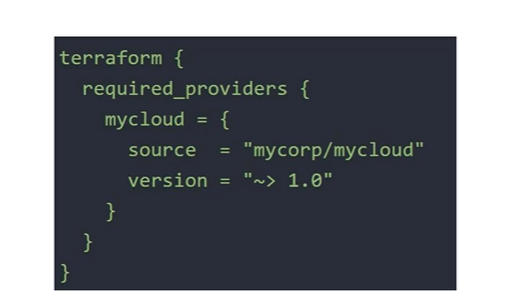 terraform {
  required_providers {
    mycloud = {
      source  = "mycorp/mycloud"
      version = "~> 1.0"
    }
  }
}